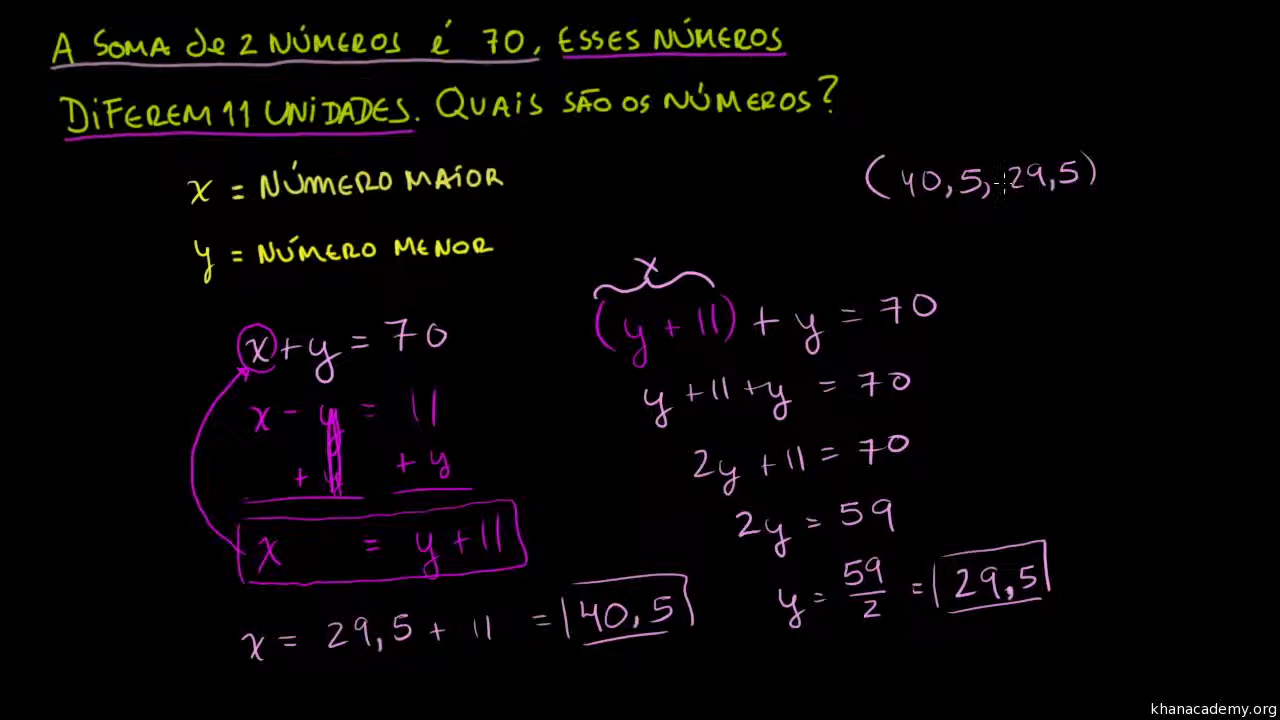 A SOMA de 2 NÚMEROS é 70, ESSES NÚMEROS
DIFEREM 11 UNIDADES. QUAIS SÃO OS NÚMEROS?
x = NÚMERO MAIOR
(40,5, 29,5)
y = NÚMERO MENOR
x
(y + 11) + y = 70
x + y = 70
y + 11 + y = 70
x - y = 11
2y + 11 = 70
+ y + y
2y = 59
x = y + 11
y = 59/2 = 29,5
x = 29,5 + 11 = 40,5
khanacademy.org